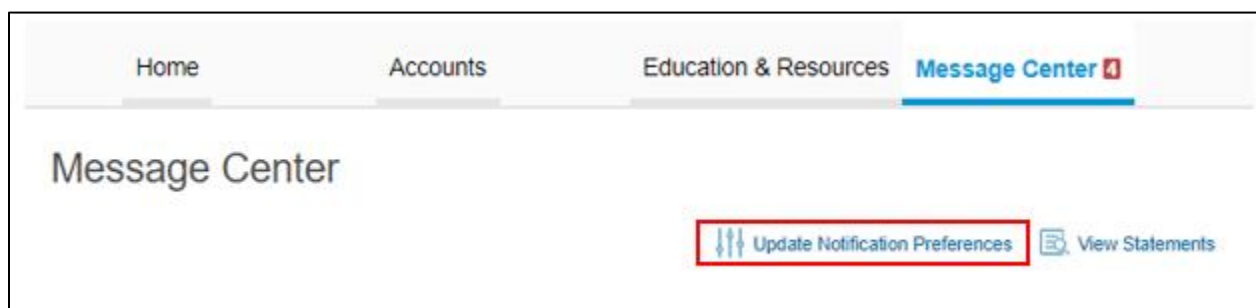 Home Accounts Education & Resources Message Center 4
Message Center
Update Notification Preferences View Statements